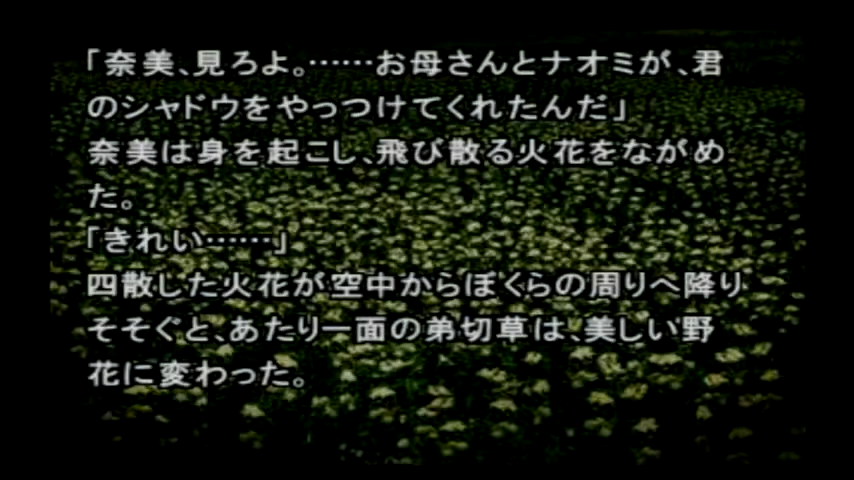 「奈美、見ろよ。……お母さんとナオミが、君
のシャドウをやっつけてくれたんだ」
奈美は身を起こし、飛び散る火花をながめ
た。
「きれい……」
四散した火花が空中からぼくらの周りへ降り
そそぐと、あたり一面の弟切草は、美しい野
花に変わった。